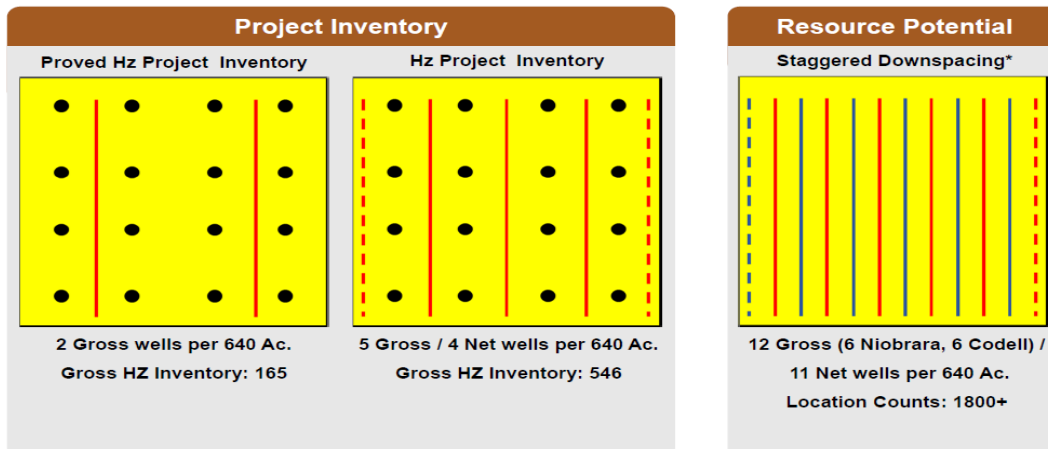 Project Inventory
Proved Hz Project Inventory
2 Gross wells per 640 Ac.
Gross HZ Inventory: 165
Hz Project Inventory
5 Gross / 4 Net wells per 640 Ac.
Gross HZ Inventory: 546
Resource Potential
Staggered Downspacing*
12 Gross (6 Niobrara, 6 Codell) /
11 Net wells per 640 Ac.
Location Counts: 1800+